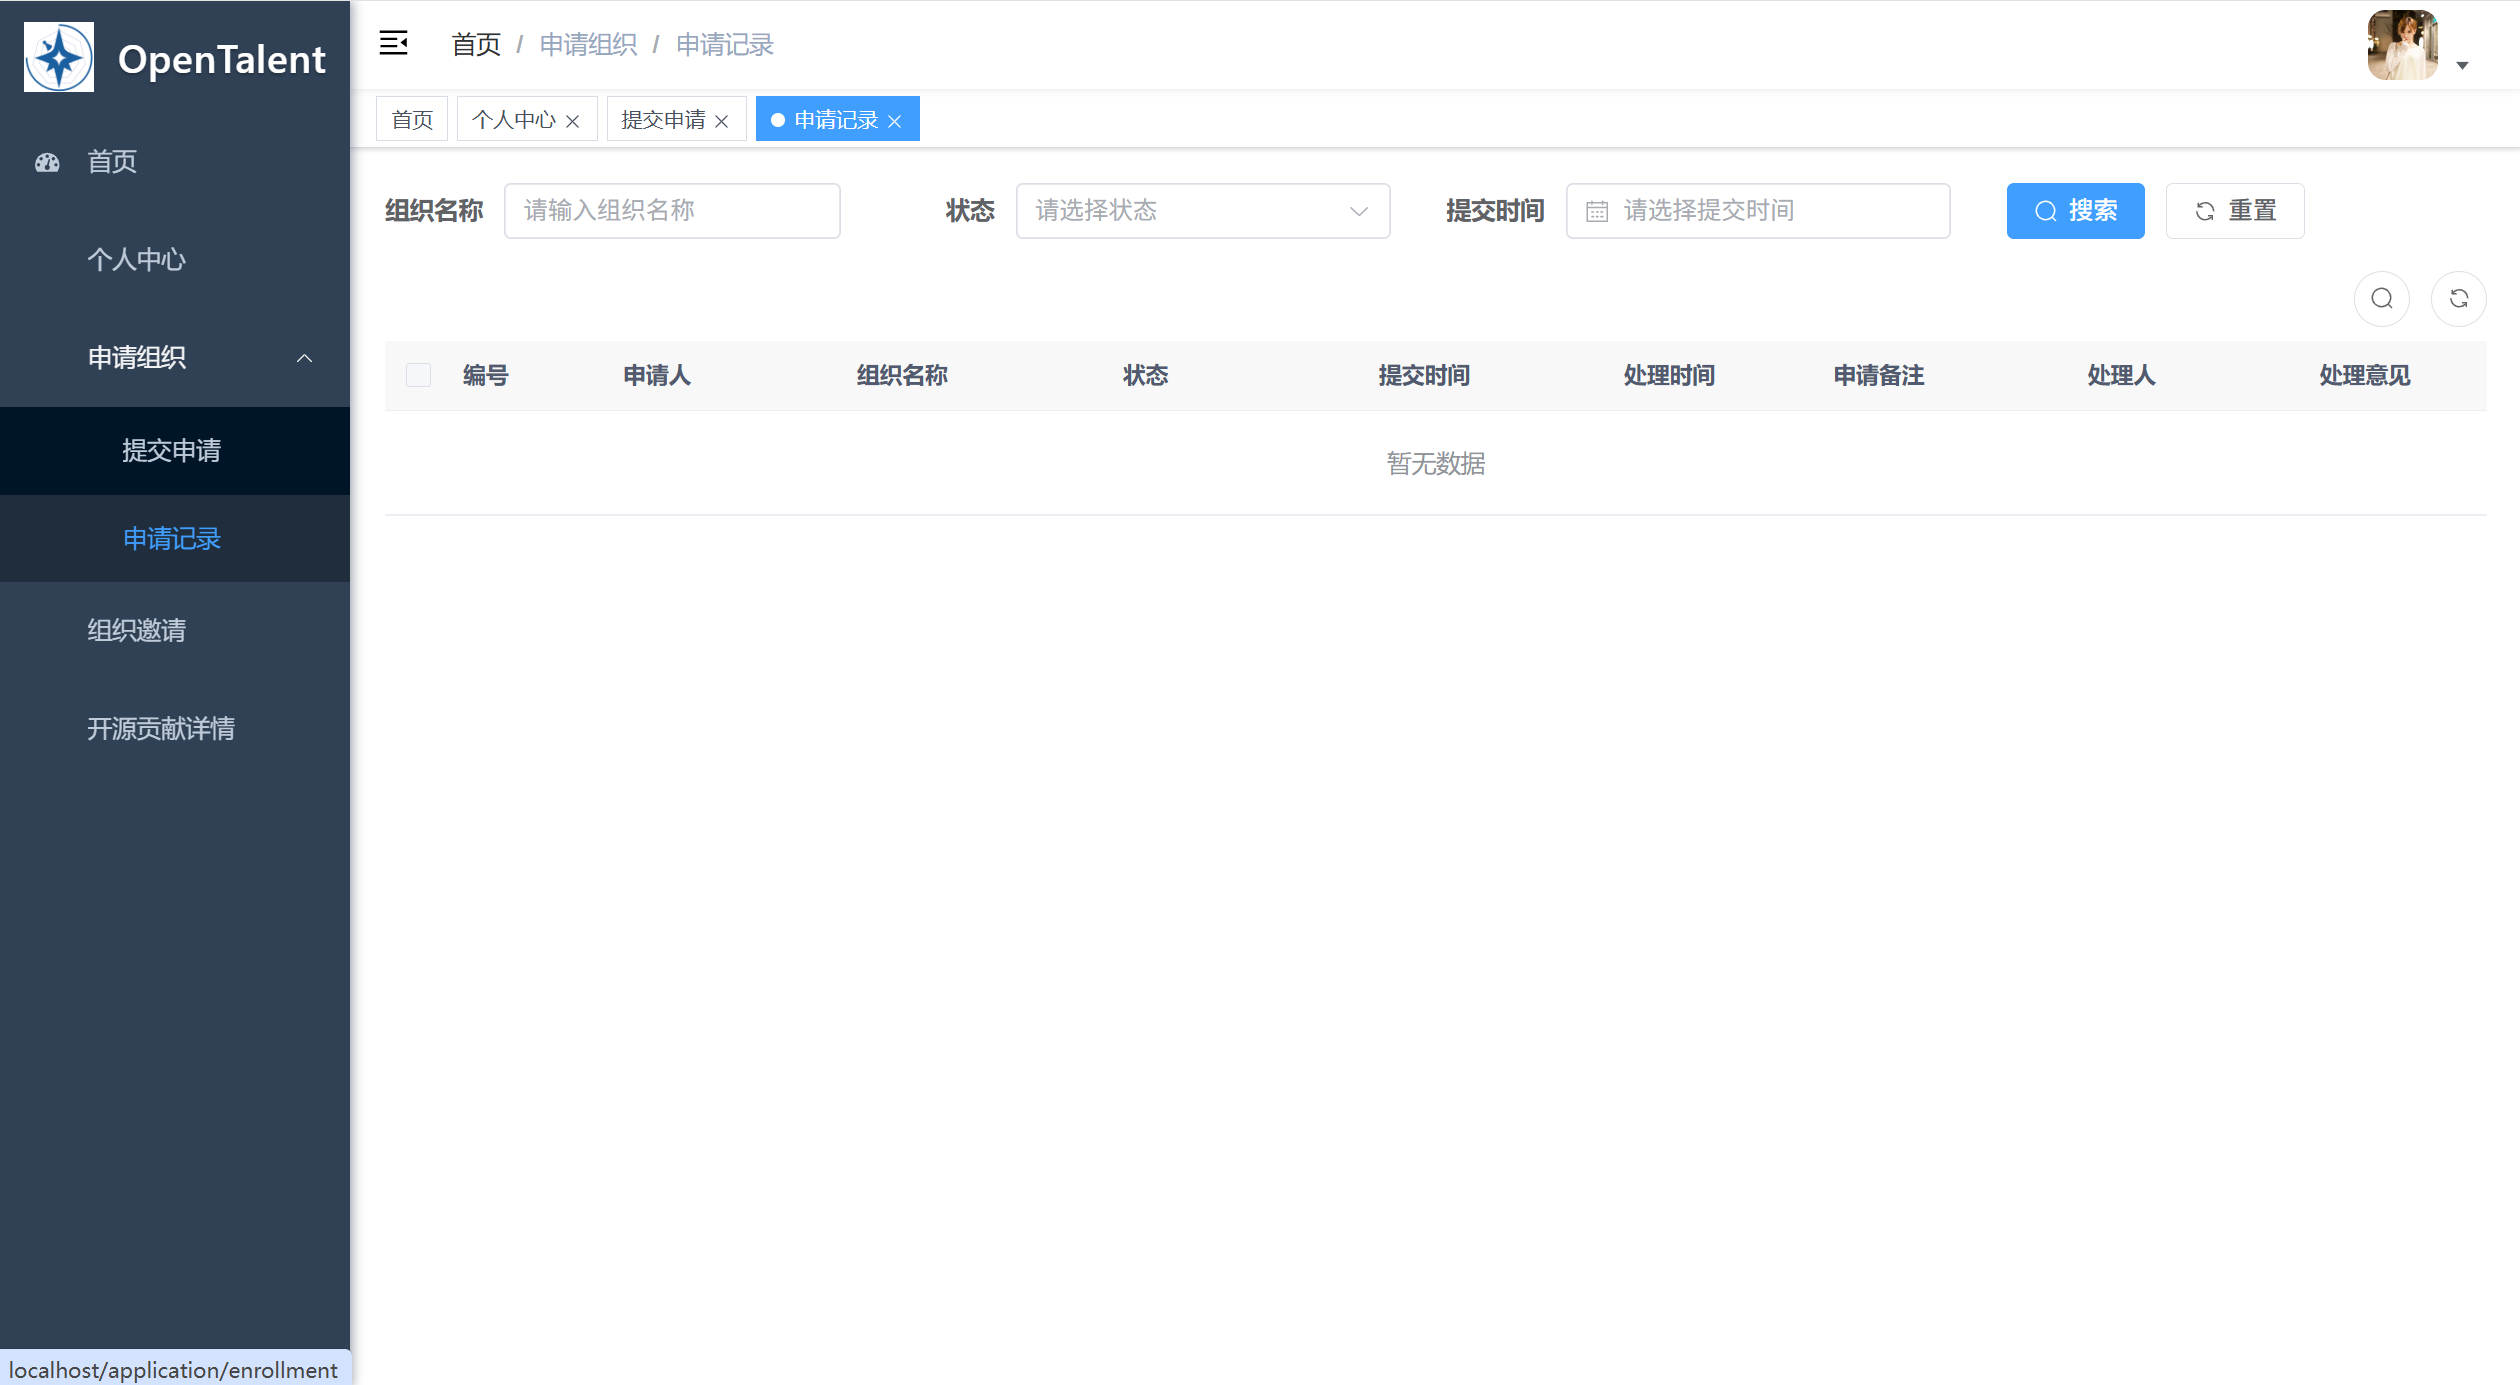 OpenTalent
首页
个人中心
申请组织
提交申请
申请记录
组织邀请
开源贡献详情
首页 / 申请组织 / 申请记录
首页 个人中心 提交申请 申请记录
组织名称 请输入组织名称 状态 请选择状态 提交时间 请选择提交时间 搜索 重置
编号 申请人 组织名称 状态 提交时间 处理时间 申请备注 处理人 处理意见
暂无数据
localhost/application/enrollment